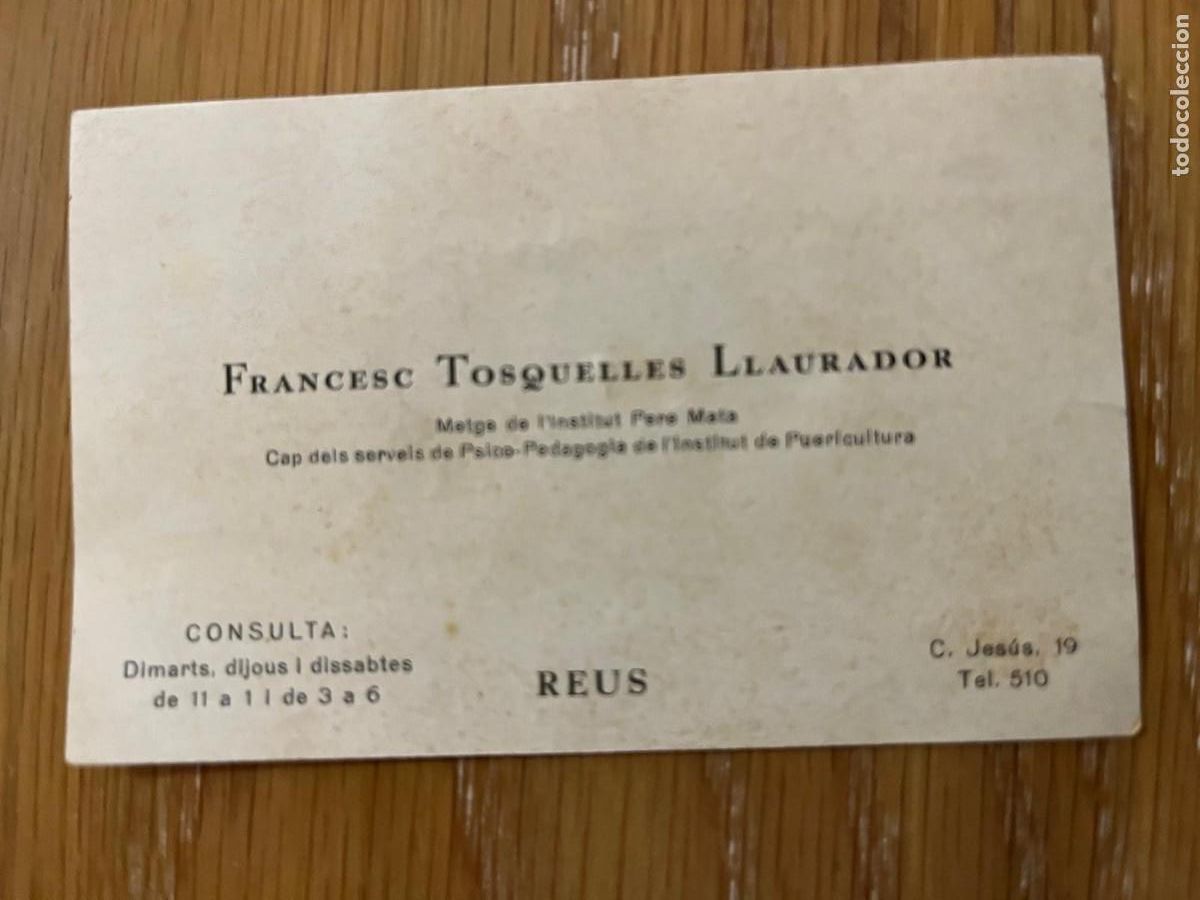 FRANCESC TOSQUELLES LLAURADOR
Metge de l'Institut Pere Mata
Cap dels serveis de Psico-Pedagogia de l'Institut de Puericultura
CONSULTA:
Dimarts, dijous i dissabtes
de 11 a 1 i de 3 a 6
REUS
C. Jesús, 19
Tel. 510
todocoleccion